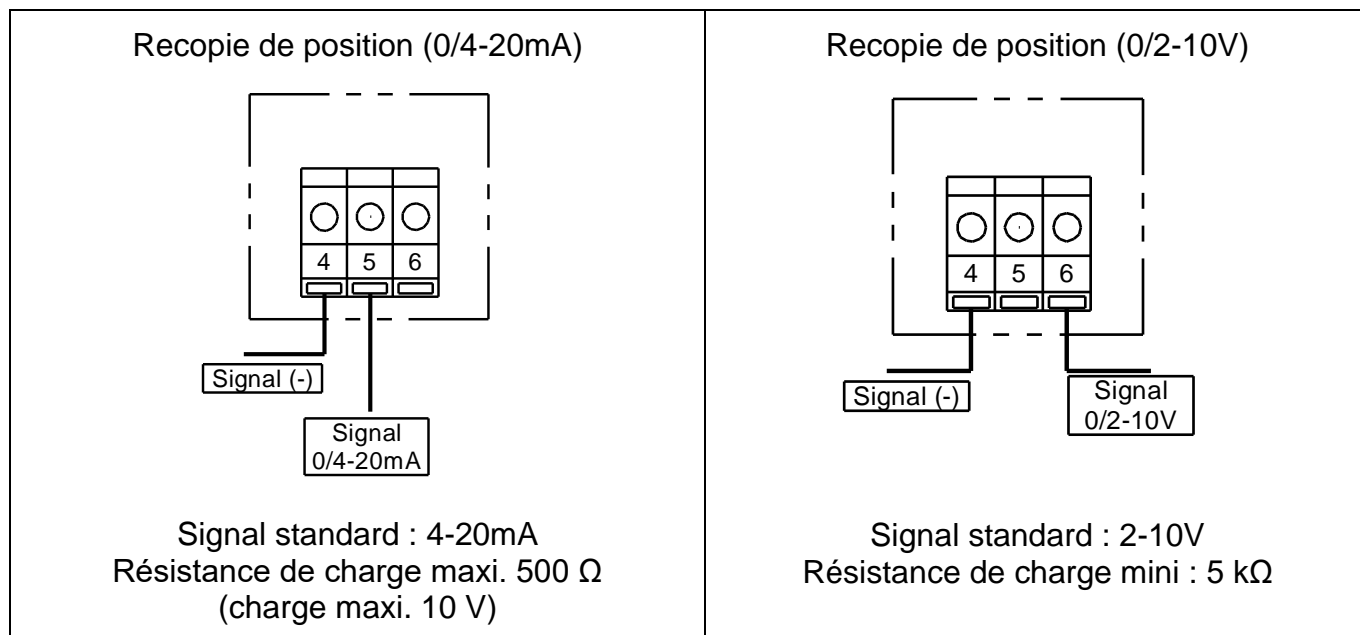 Recopie de position (0/4-20mA)
4 5 6
Signal (-)
Signal
0/4-20mA
Signal standard : 4-20mA
Résistance de charge maxi. 500 Ω
(charge maxi. 10 V)
Recopie de position (0/2-10V)
4 5 6
Signal (-)
Signal
0/2-10V
Signal standard : 2-10V
Résistance de charge mini : 5 kΩ